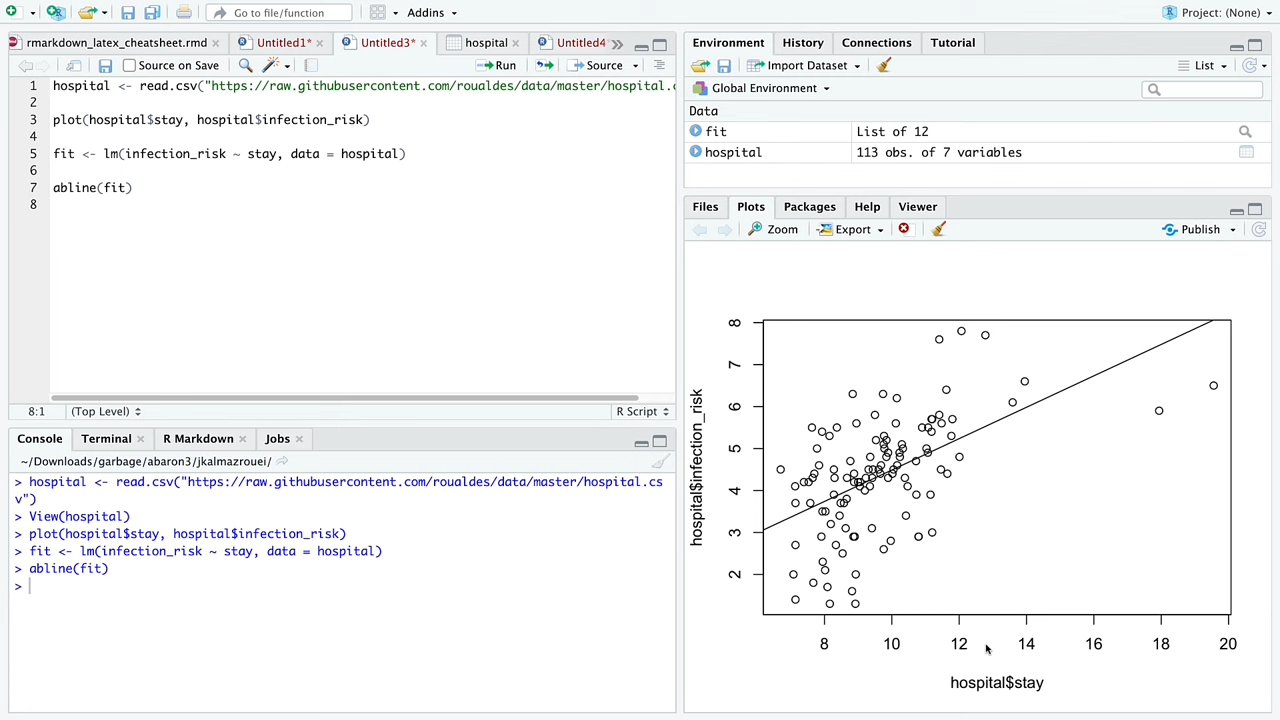 Go to file/function
Addins
Project: (None)
rmarkdown_latex_cheatsheet.rmd
Untitled1*
Untitled3*
hospital
Untitled4
Source on Save
Run
Source
1 hospital <- read.csv("https://raw.githubusercontent.com/roualdes/data/master/hospital.c
2
3 plot(hospital$stay, hospital$infection_risk)
4
5 fit <- lm(infection_risk ~ stay, data = hospital)
6
7 abline(fit)
8
8:1 (Top Level) R Script
Console Terminal R Markdown Jobs
~/Downloads/garbage/abaron3/jkalmazrouei/
> hospital <- read.csv("https://raw.githubusercontent.com/roualdes/data/master/hospital.cs
v")
> View(hospital)
> plot(hospital$stay, hospital$infection_risk)
> fit <- lm(infection_risk ~ stay, data = hospital)
> abline(fit)
>
Environment History Connections Tutorial
Import Dataset List
Global Environment
Data
fit List of 12
hospital 113 obs. of 7 variables
Files Plots Packages Help Viewer
Zoom Export Publish
hospital$infection_risk
8
7
6
5
4
3
2
8 10 12 14 16 18 20
hospital$stay